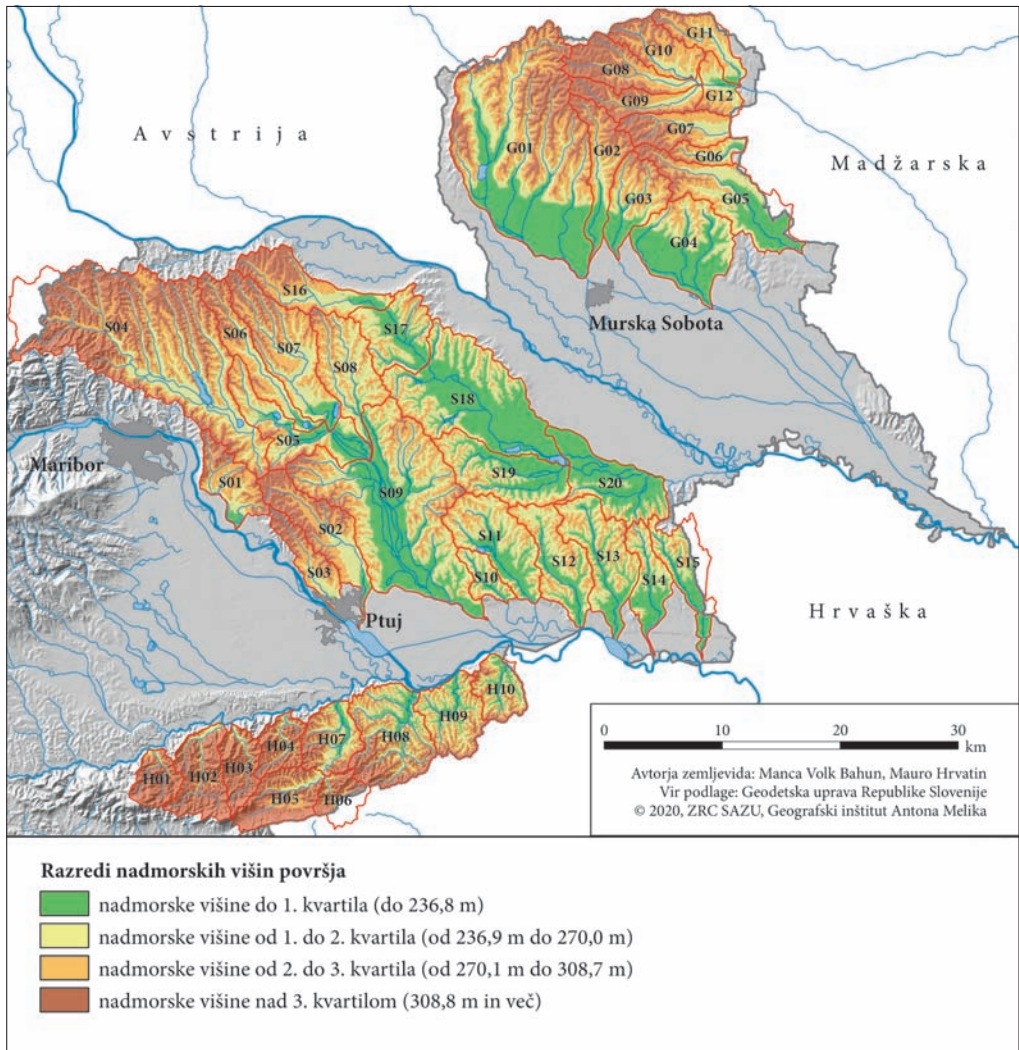 Avstrija
Madžarska
Hrvaška
G11
G10
G08
G12
G09
G07
G01
G02
G06
G03
G05
G04
Murska Sobota
S16
S04
S06
S17
S07
S08
S18
S05
Maribor
S19
S01
S09
S20
S02
S11
S12
S13
S15
S03
S10
S14
Ptuj
H10
H09
H07
H08
H04
H03
H01
H02
H05
H06
0 10 20 30
km
Avtorja zemljevida: Manca Volk Bahun, Mauro Hrvatin
Vir podlage: Geodetska uprava Republike Slovenije
© 2020, ZRC SAZU, Geografski inštitut Antona Melika
Razredi nadmorskih višin površja
nadmorske višine do 1. kvartila (do 236,8 m)
nadmorske višine od 1. do 2. kvartila (od 236,9 m do 270,0 m)
nadmorske višine od 2. do 3. kvartila (od 270,1 m do 308,7 m)
nadmorske višine nad 3. kvartilom (308,8 m in več)